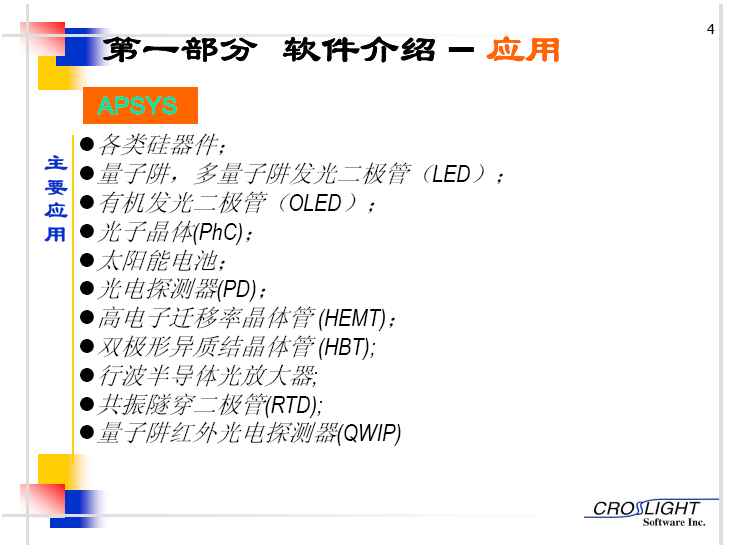 第一部分 软件介绍 – 应用
4
APSYS
主要应用
●各类硅器件;
●量子阱，多量子阱发光二极管（LED）;
●有机发光二极管（OLED）;
●光子晶体(PhC);
●太阳能电池;
●光电探测器(PD);
●高电子迁移率晶体管 (HEMT);
●双极形异质结晶体管 (HBT);
●行波半导体光放大器;
●共振隧穿二极管(RTD);
●量子阱红外光电探测器(QWIP)
CROSSLIGHT
Software Inc.